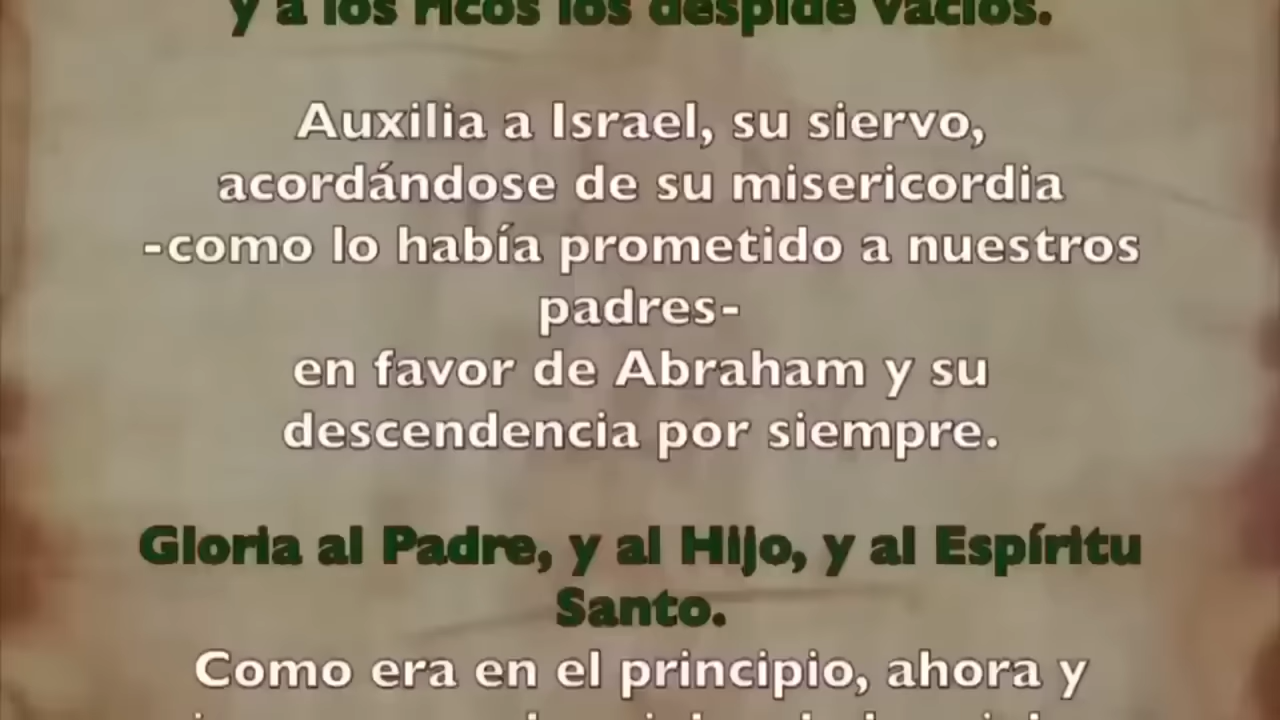 y a los ricos los despide vacíos.
Auxilia a Israel, su siervo,
acordándose de su misericordia
-como lo había prometido a nuestros
padres-
en favor de Abraham y su
descendencia por siempre.
Gloria al Padre, y al Hijo, y al Espíritu
Santo.
Como era en el principio, ahora y